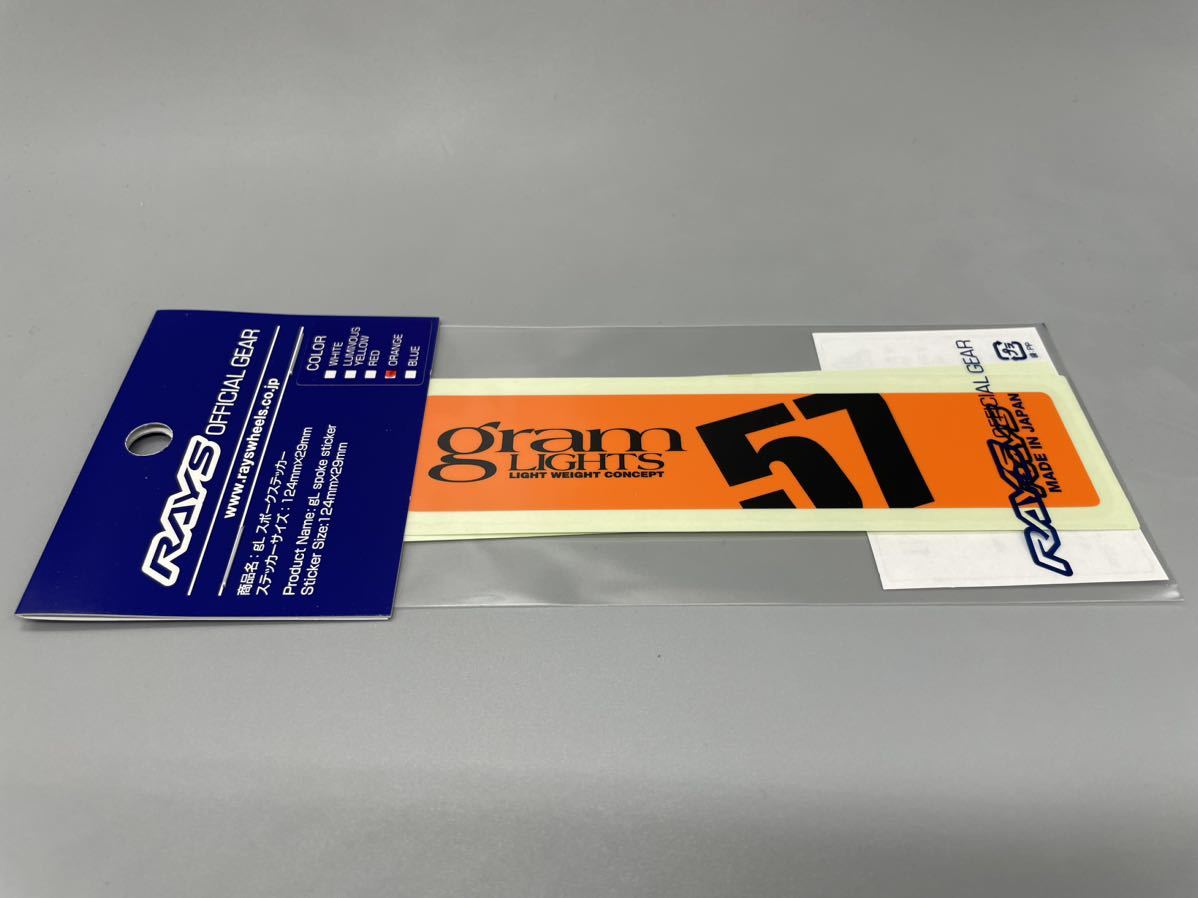 RAYS OFFICIAL GEAR
www.rayswheels.co.jp
商品名:gL スポークステッカー
ステッカーサイズ:124mm×29mm
Product Name: gL spoke sticker
Sticker Size:124mm×29mm
COLOR
WHITE
LUMINOUS
YELLOW
RED
ORANGE
BLUE
gram
LIGHTS
LIGHT WEIGHT CONCEPT
57
RAYS OFFICIAL GEAR
MADE IN JAPAN
プラ
PP